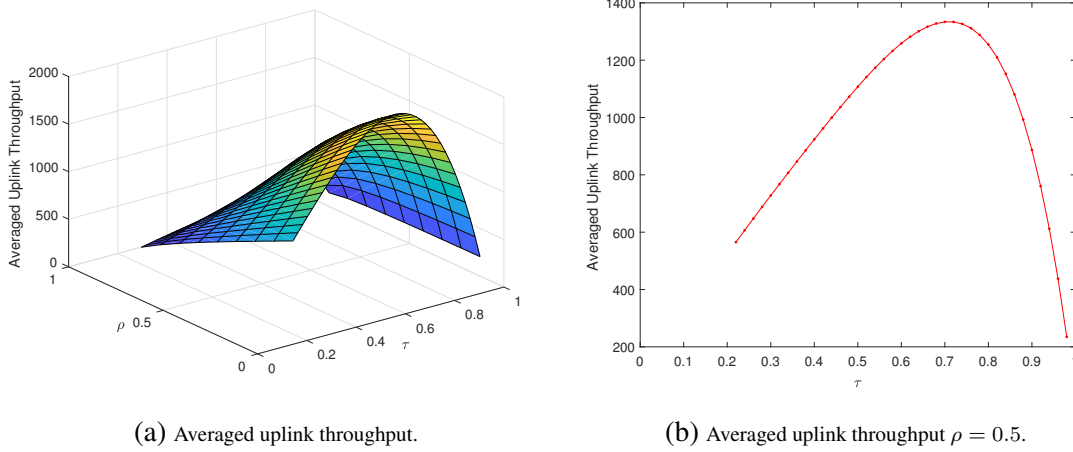 2000
1500
1000
500
0
Averaged Uplink Throughput
1
0.5
0
ρ
0
0.2
0.4
0.6
0.8
1
τ
(a) Averaged uplink throughput.
1400
1200
1000
800
600
400
200
Averaged Uplink Throughput
0 0.1 0.2 0.3 0.4 0.5 0.6 0.7 0.8 0.9 1
τ
(b) Averaged uplink throughput ρ = 0.5.